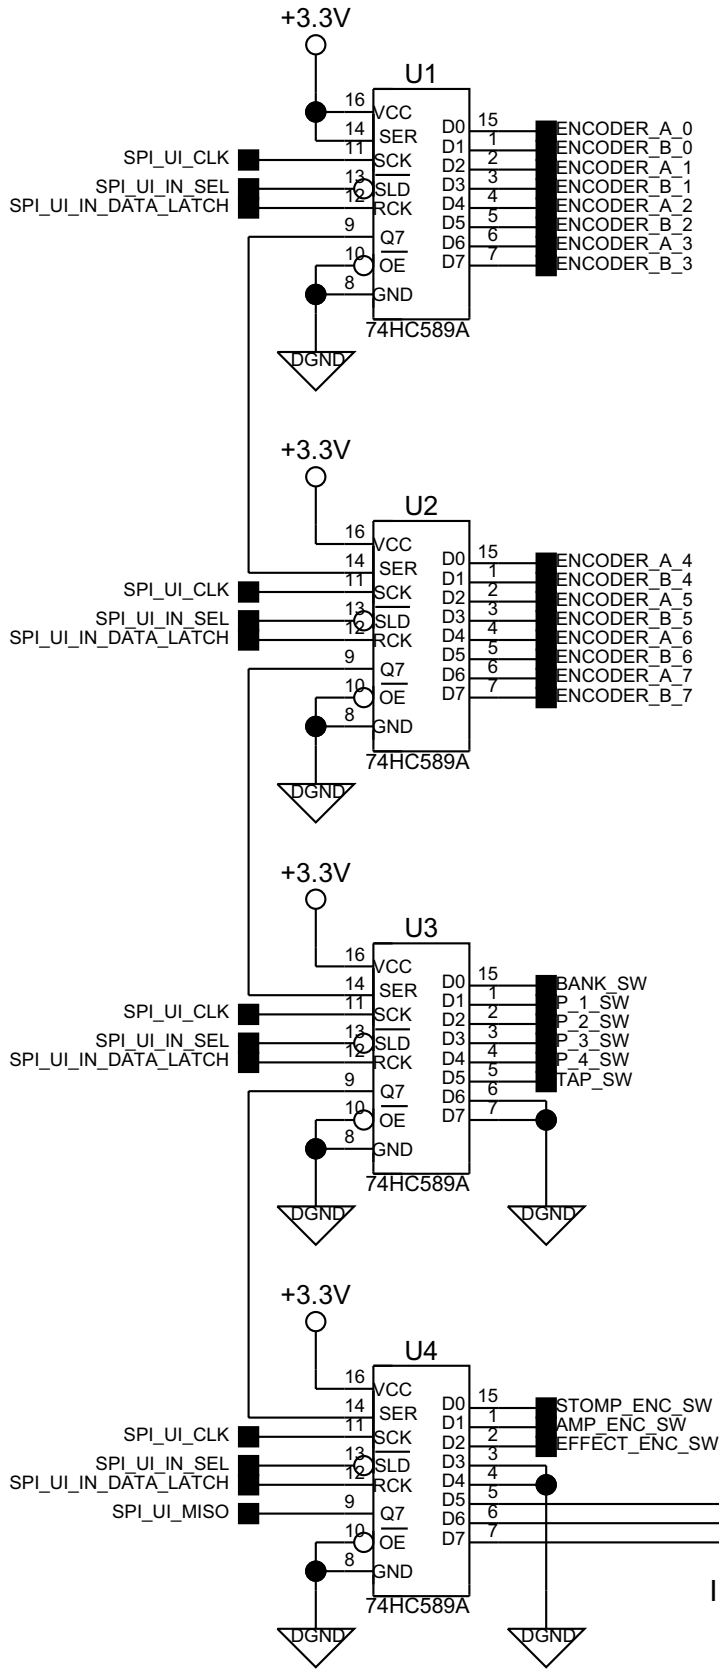 +3.3V
U1
16 VCC
14 SER
SPI_UI_CLK 11 SCK
SPI_UI_IN_SEL 13 SLD
SPI_UI_IN_DATA_LATCH 12 RCK
9 Q7
10 OE
8 GND
D0 15 ENCODER_A_0
D1 1 ENCODER_B_0
D2 2 ENCODER_A_1
D3 3 ENCODER_B_1
D4 4 ENCODER_A_2
D5 5 ENCODER_B_2
D6 6 ENCODER_A_3
D7 7 ENCODER_B_3
74HC589A
DGND
+3.3V
U2
16 VCC
14 SER
SPI_UI_CLK 11 SCK
SPI_UI_IN_SEL 13 SLD
SPI_UI_IN_DATA_LATCH 12 RCK
9 Q7
10 OE
8 GND
D0 15 ENCODER_A_4
D1 1 ENCODER_B_4
D2 2 ENCODER_A_5
D3 3 ENCODER_B_5
D4 4 ENCODER_A_6
D5 5 ENCODER_B_6
D6 6 ENCODER_A_7
D7 7 ENCODER_B_7
74HC589A
DGND
+3.3V
U3
16 VCC
14 SER
SPI_UI_CLK 11 SCK
SPI_UI_IN_SEL 13 SLD
SPI_UI_IN_DATA_LATCH 12 RCK
9 Q7
10 OE
8 GND
D0 15 BANK_SW
D1 1 P_1_SW
D2 2 P_2_SW
D3 3 P_3_SW
D4 4 P_4_SW
D5 5 TAP_SW
D6 6
D7 7
74HC589A
DGND
DGND
+3.3V
U4
16 VCC
14 SER
SPI_UI_CLK 11 SCK
SPI_UI_IN_SEL 13 SLD
SPI_UI_IN_DATA_LATCH 12 RCK
SPI_UI_MISO 9 Q7
10 OE
8 GND
D0 15 STOMP_ENC_SW
D1 1 AMP_ENC_SW
D2 2 EFFECT_ENC_SW
D3 3
D4 4
D5 5
D6 6
D7 7
74HC589A
DGND
DGND